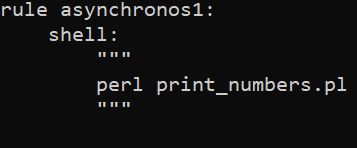 rule asynchronos1:
    shell:
        """
        perl print_numbers.pl
        """